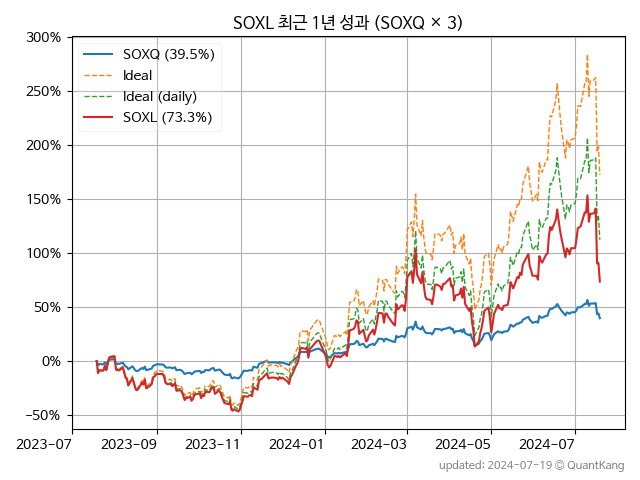 SOXL 최근 1년 성과 (SOXQ × 3)
300%
250%
200%
150%
100%
50%
0%
−50%
SOXQ (39.5%)
Ideal
Ideal (daily)
SOXL (73.3%)
2023−07
2023−09
2023−11
2024−01
2024−03
2024−05
2024−07
updated: 2024−07−19 © QuantKang